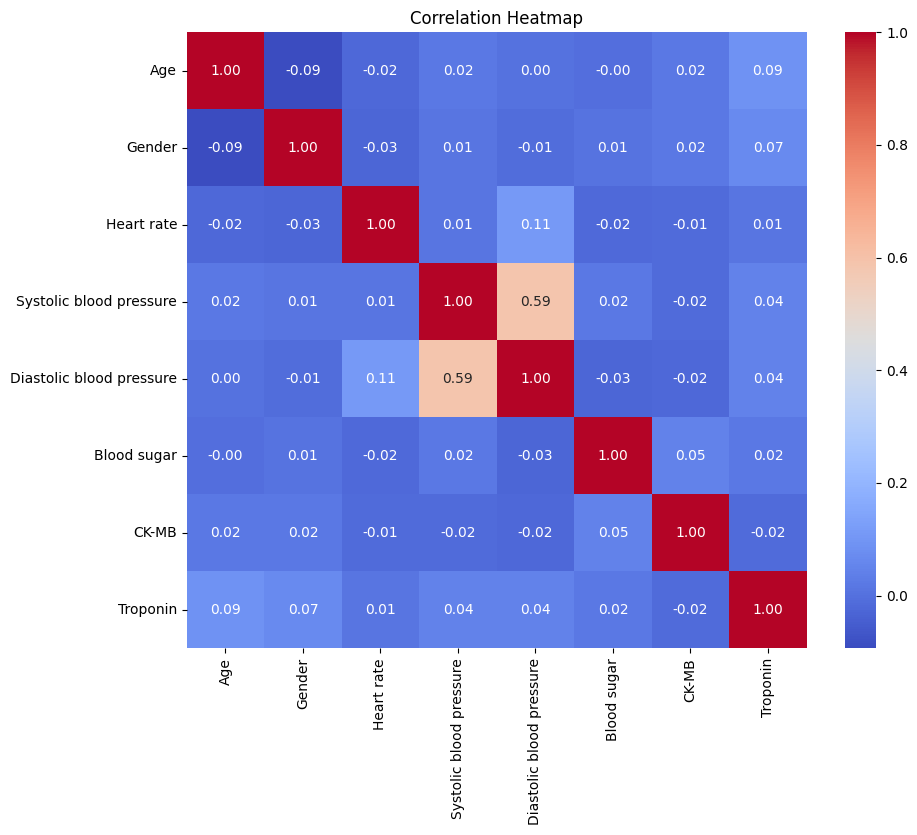 Correlation Heatmap
Age 1.00 -0.09 -0.02 0.02 0.00 -0.00 0.02 0.09
Gender -0.09 1.00 -0.03 0.01 -0.01 0.01 0.02 0.07
Heart rate -0.02 -0.03 1.00 0.01 0.11 -0.02 -0.01 0.01
Systolic blood pressure 0.02 0.01 0.01 1.00 0.59 0.02 -0.02 0.04
Diastolic blood pressure 0.00 -0.01 0.11 0.59 1.00 -0.03 -0.02 0.04
Blood sugar -0.00 0.01 -0.02 0.02 -0.03 1.00 0.05 0.02
CK-MB 0.02 0.02 -0.01 -0.02 -0.02 0.05 1.00 -0.02
Troponin 0.09 0.07 0.01 0.04 0.04 0.02 -0.02 1.00
Age
Gender
Heart rate
Systolic blood pressure
Diastolic blood pressure
Blood sugar
CK-MB
Troponin
1.0
0.8
0.6
0.4
0.2
0.0